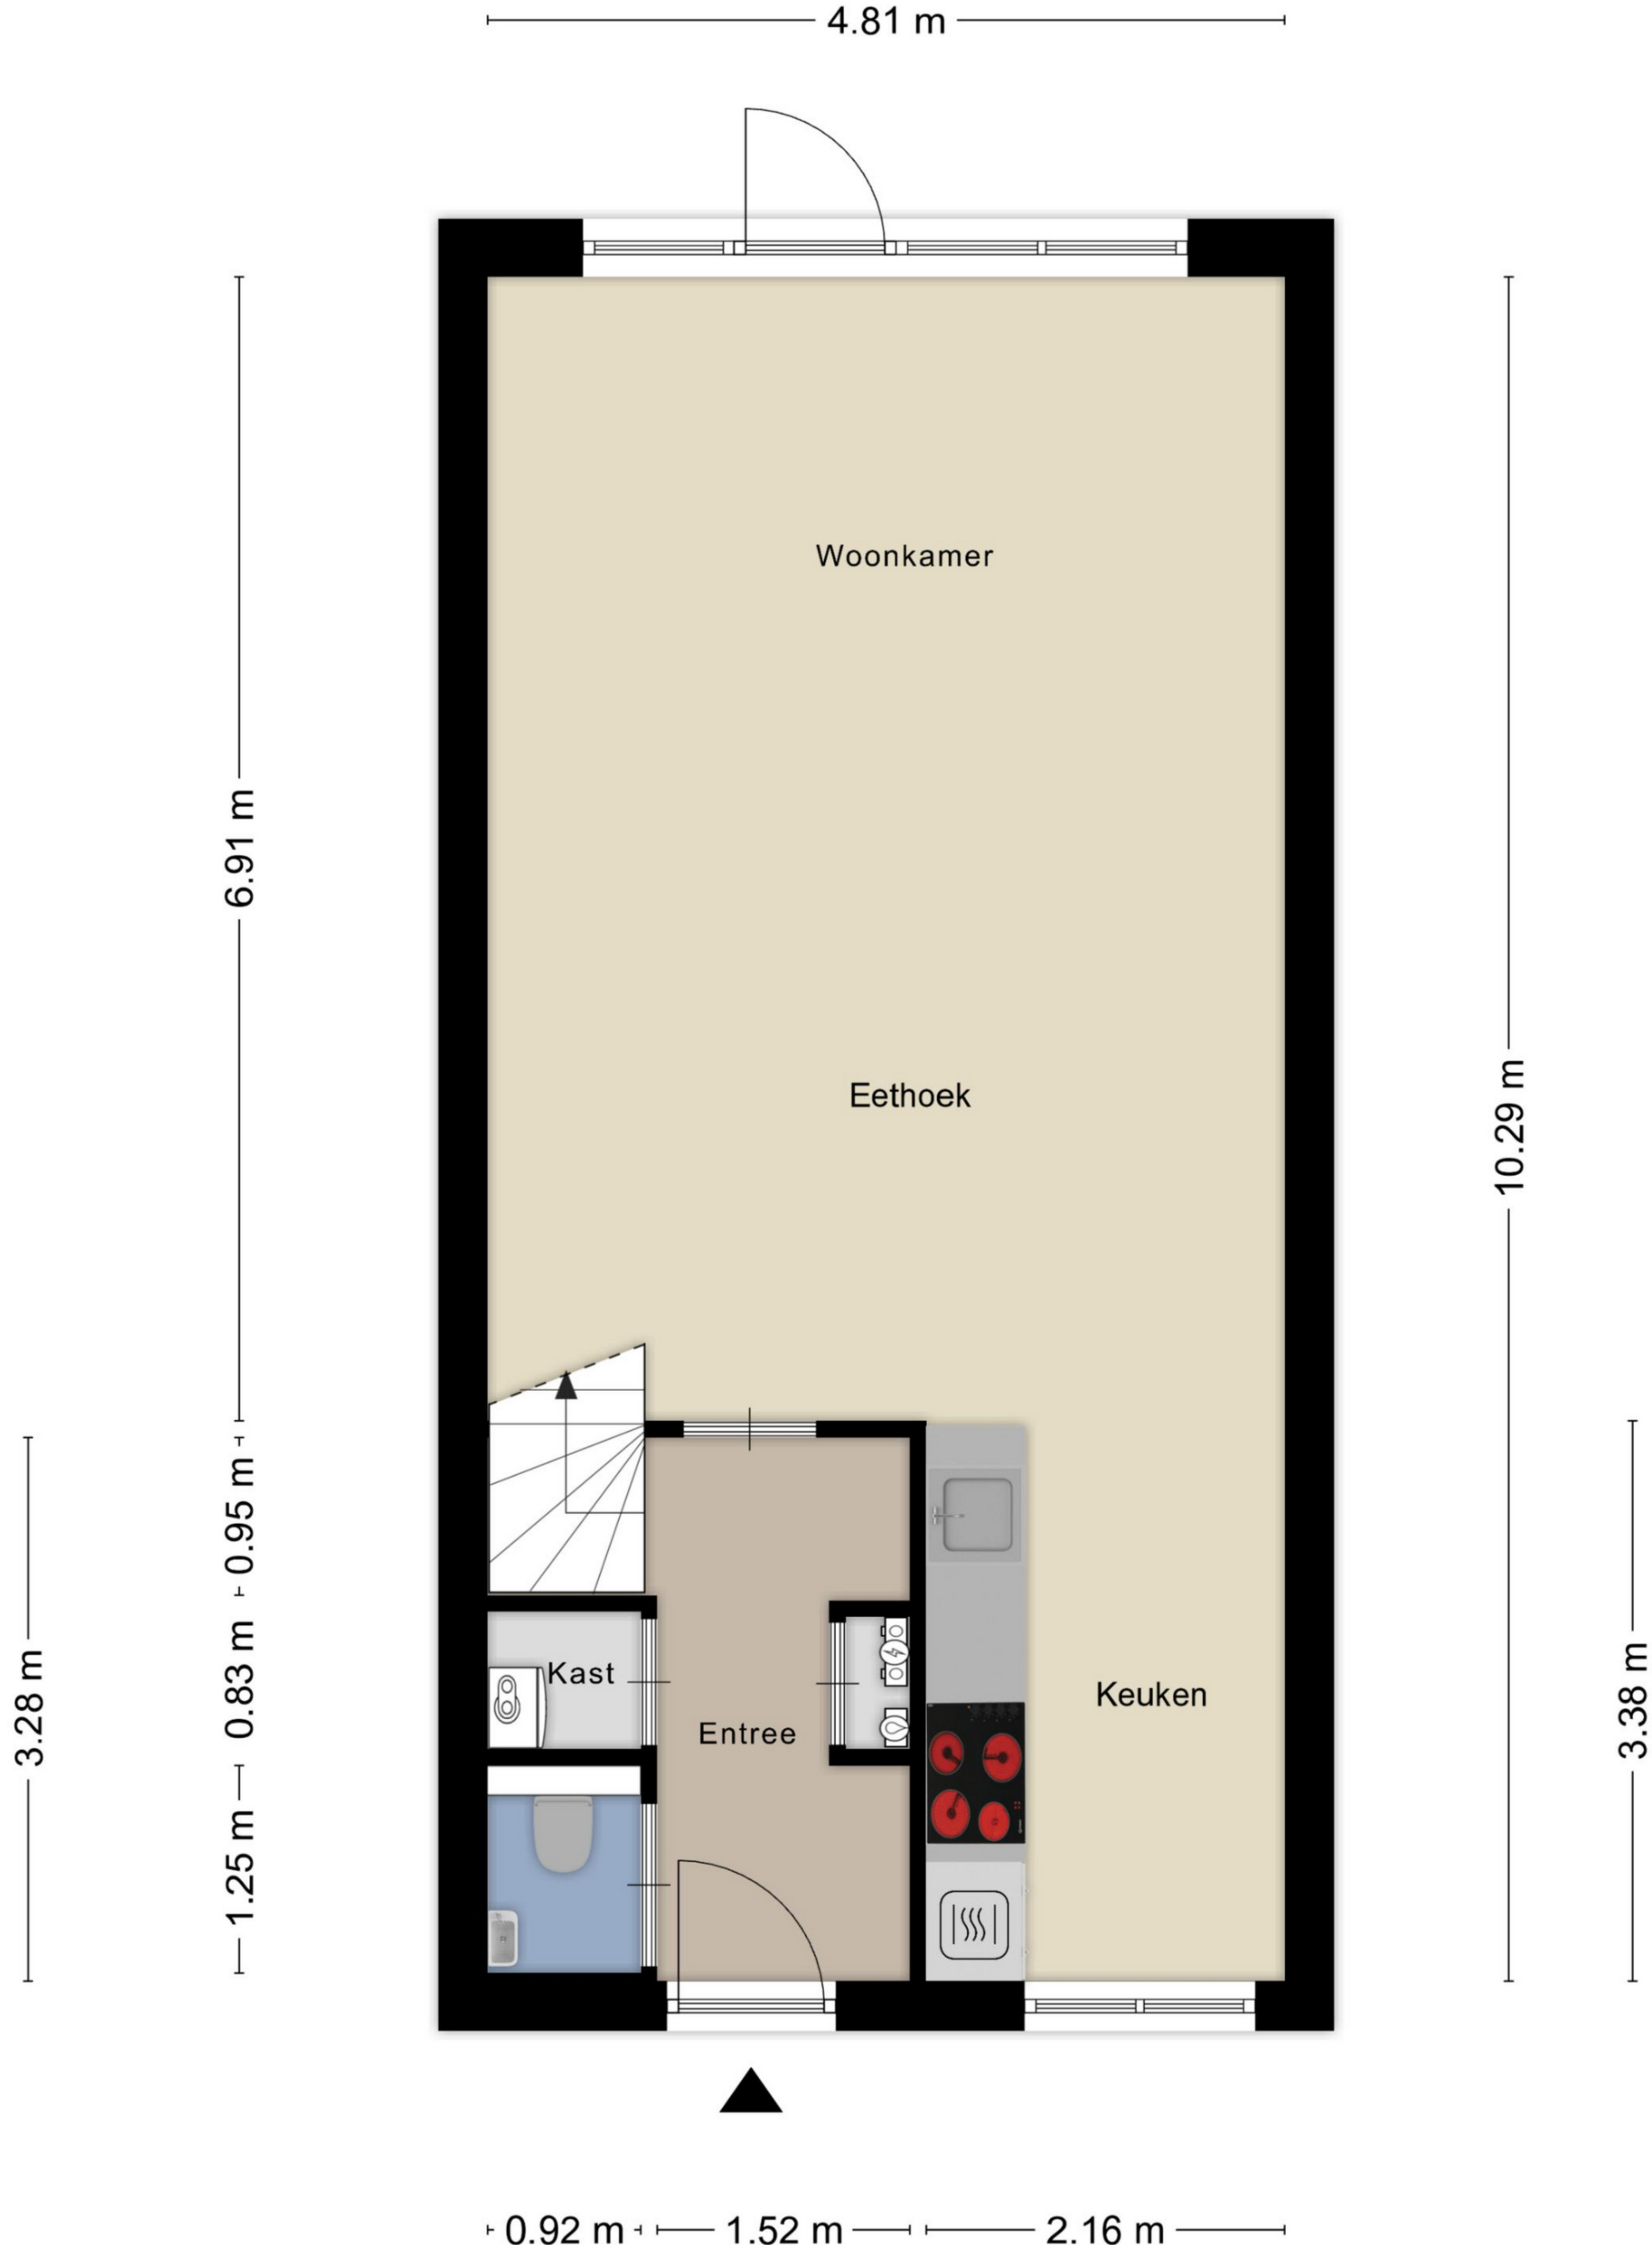 4.81 m
Woonkamer
6.91 m
Eethoek
10.29 m
0.95 m
0.83 m
3.28 m
Kast
Entree
Keuken
3.38 m
1.25 m
0.92 m
1.52 m
2.16 m